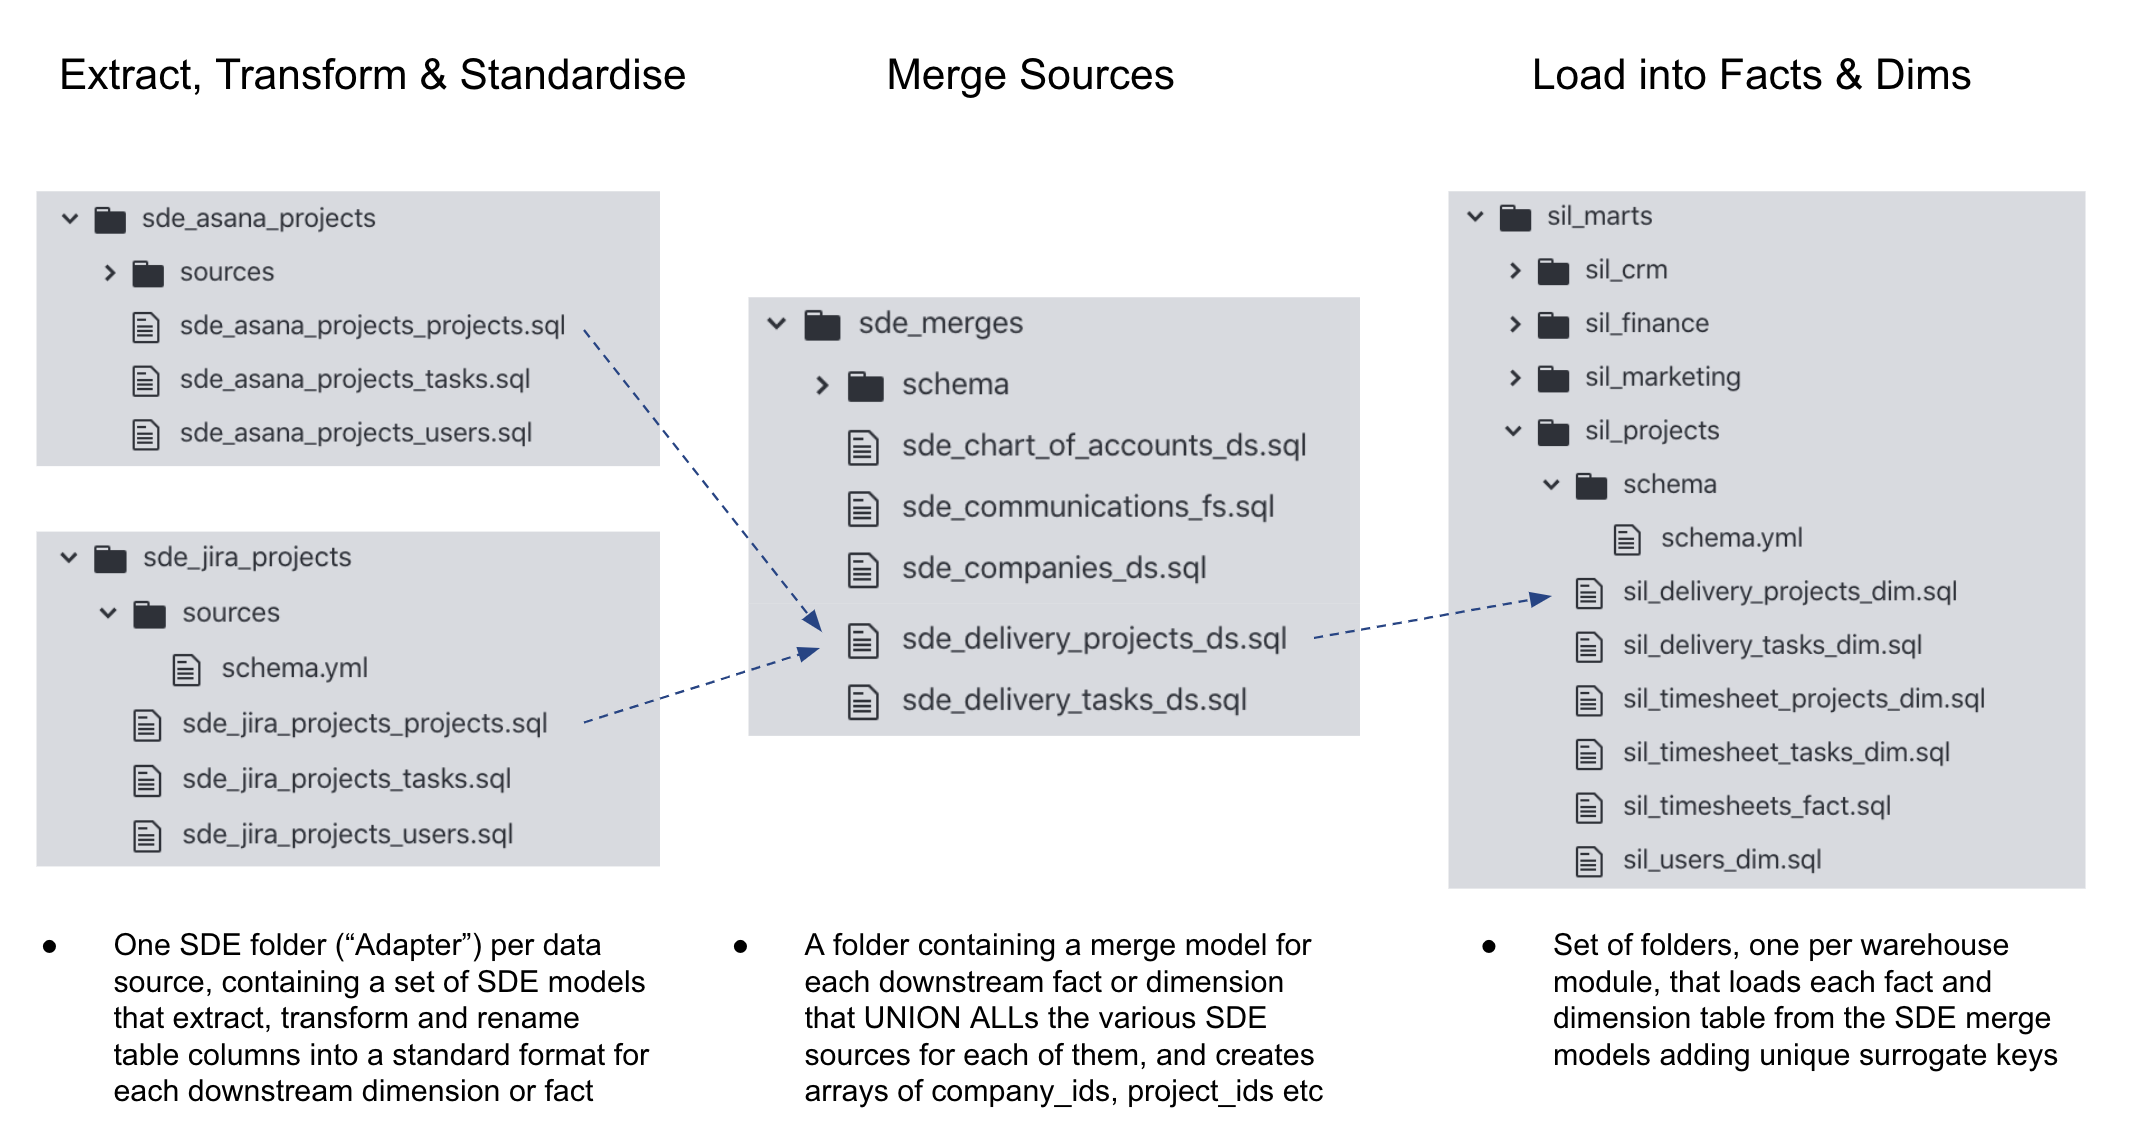 Extract, Transform & Standardise
sde_asana_projects
sources
sde_asana_projects_projects.sql
sde_asana_projects_tasks.sql
sde_asana_projects_users.sql
sde_jira_projects
sources
schema.yml
sde_jira_projects_projects.sql
sde_jira_projects_tasks.sql
sde_jira_projects_users.sql
● One SDE folder (“Adapter”) per data
source, containing a set of SDE models
that extract, transform and rename
table columns into a standard format for
each downstream dimension or fact
Merge Sources
sde_merges
schema
sde_chart_of_accounts_ds.sql
sde_communications_fs.sql
sde_companies_ds.sql
sde_delivery_projects_ds.sql
sde_delivery_tasks_ds.sql
● A folder containing a merge model for
each downstream fact or dimension
that UNION ALLs the various SDE
sources for each of them, and creates
arrays of company_ids, project_ids etc
Load into Facts & Dims
sil_marts
sil_crm
sil_finance
sil_marketing
sil_projects
schema
schema.yml
sil_delivery_projects_dim.sql
sil_delivery_tasks_dim.sql
sil_timesheet_projects_dim.sql
sil_timesheet_tasks_dim.sql
sil_timesheets_fact.sql
sil_users_dim.sql
● Set of folders, one per warehouse
module, that loads each fact and
dimension table from the SDE merge
models adding unique surrogate keys